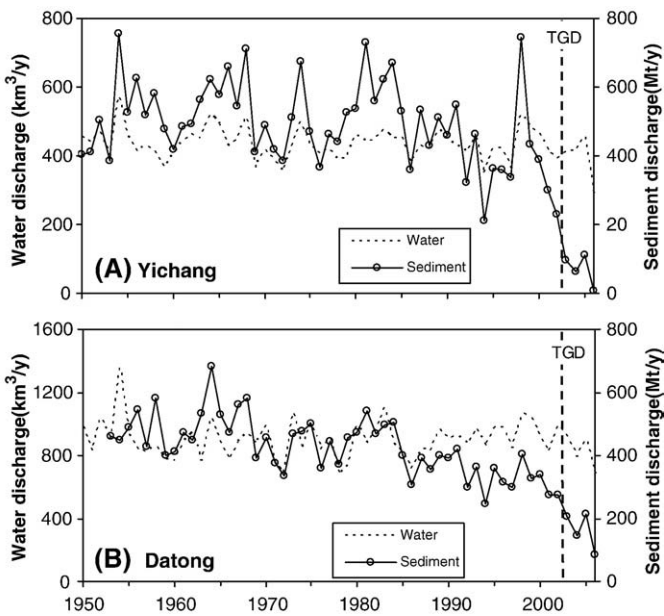 Water discharge (km³/y)
800
600
400
200
0
TGD
Water
Sediment
(A) Yichang
800
600
400
20
0
Sediment discharge(Mt/y)
Water discharge(km³/y)
1600
1200
800
400
0
TGD
Water
Sediment
(B) Datong
800
600
400
200
0
Sediment discharge(Mt/y)
1950 1960 1970 1980 1990 2000